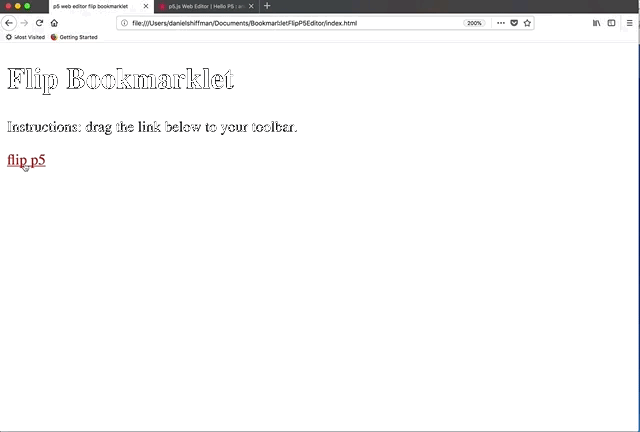 p5 web editor flip bookmarklet
p5.js Web Editor | Hello P5 | an
file:///Users/danielshiffman/Documents/BookmarkletFlipP5Editor/index.html
200%
Most Visited
Getting Started
Flip Bookmarklet
Instructions: drag the link below to your toolbar.
flip p5